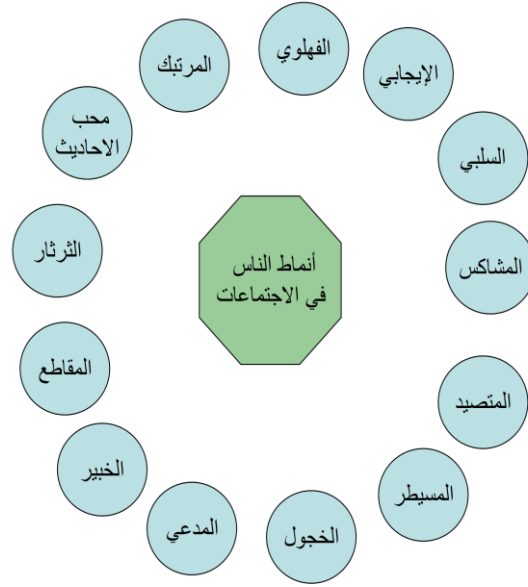 الفهلوي
الإيجابي
السلبي
المشاكس
المتصيد
المسيطر
الخجول
المدعي
الخبير
المقاطع
الثرثار
محب
الاحاديث
المرتبك
أنماط الناس
في الاجتماعات